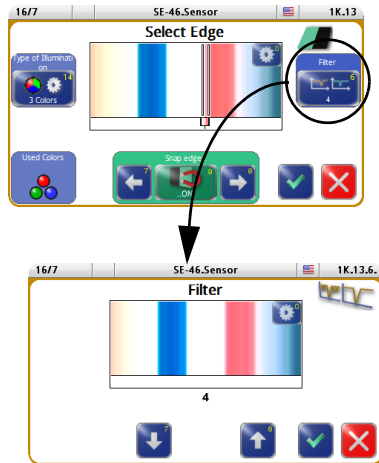 16/7 SE-46.Sensor 1K.13
Select Edge
0
Type of Illuminati
on
14
3 Colors
Filter
6
4
Used Colors
Snap edge
7
9
8
..ON
16/7 SE-46.Sensor 1K.13.6.
Filter
0
4
7
8